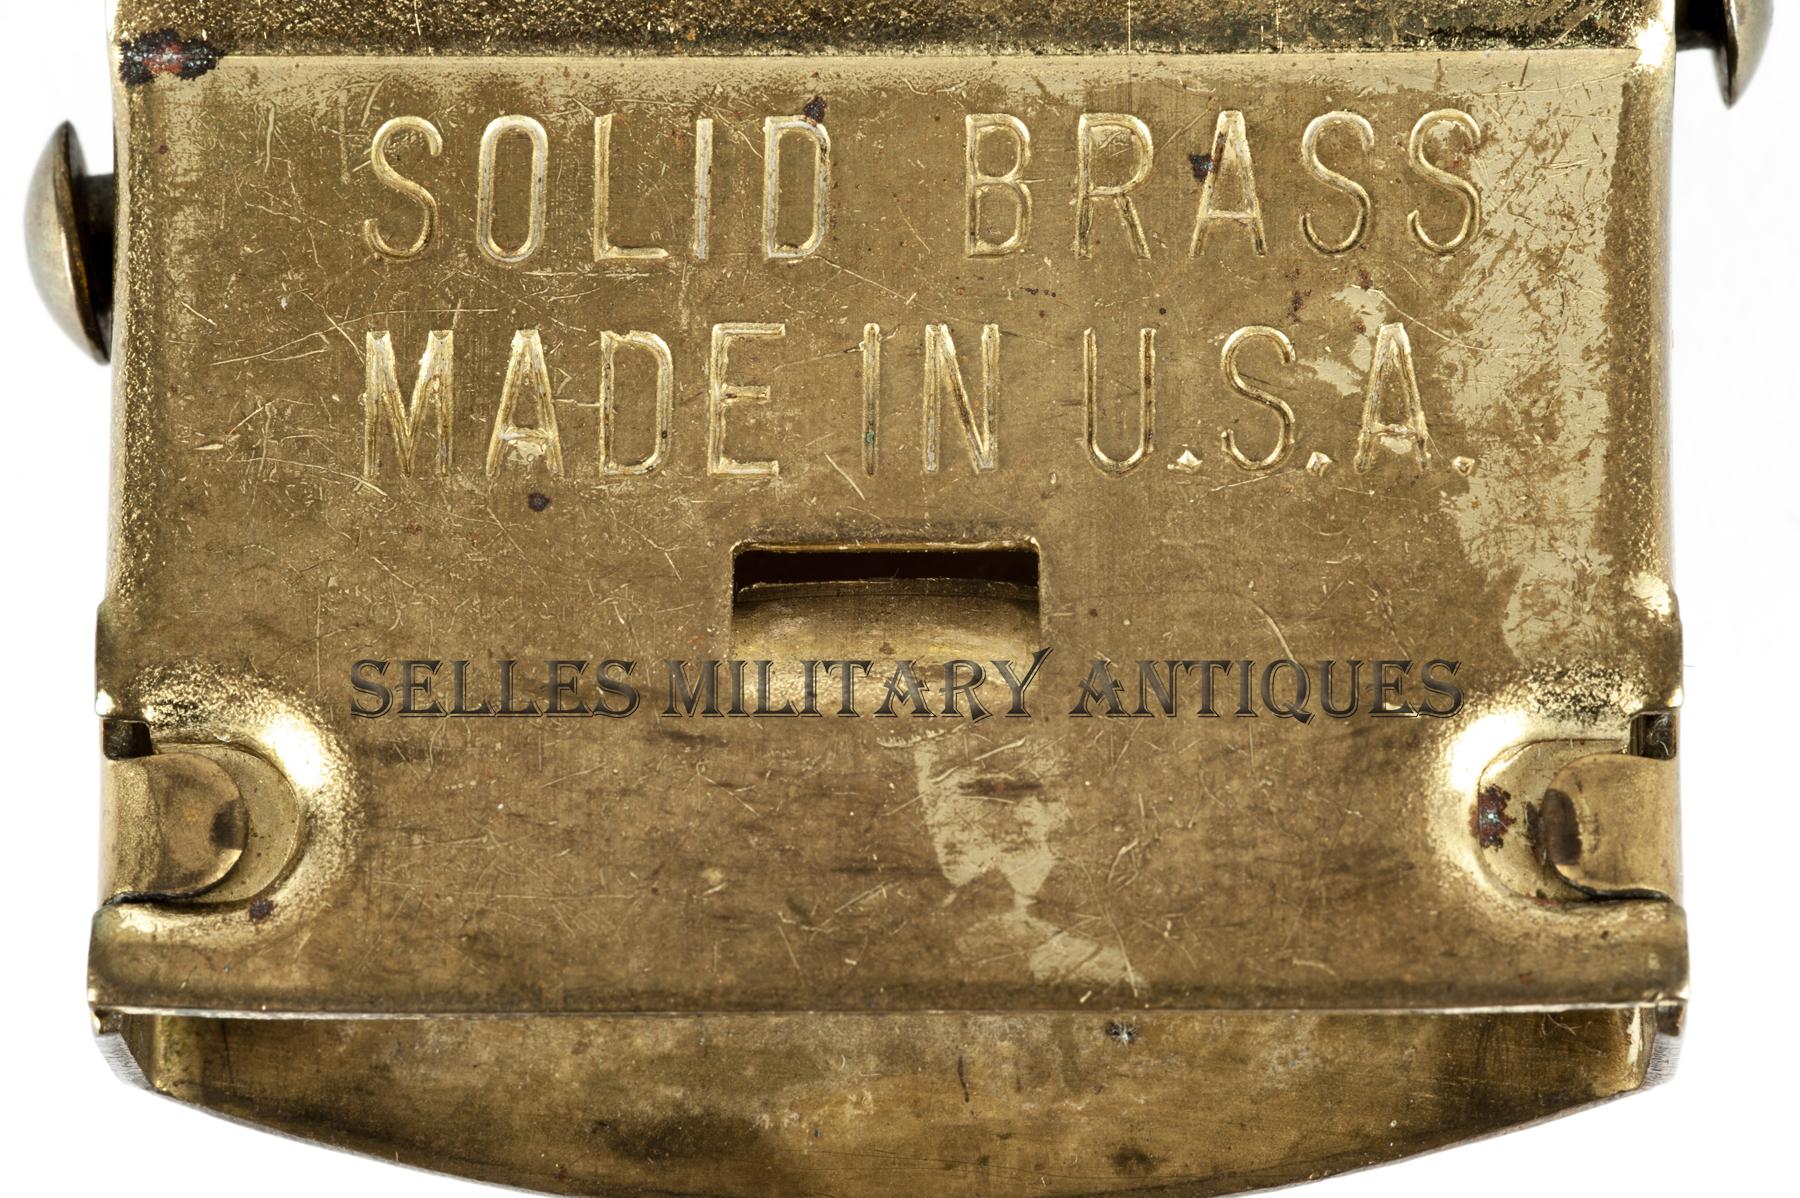 SOLID BRASS
MADE IN U.S.A.
SELLES MILITARY ANTIQUES